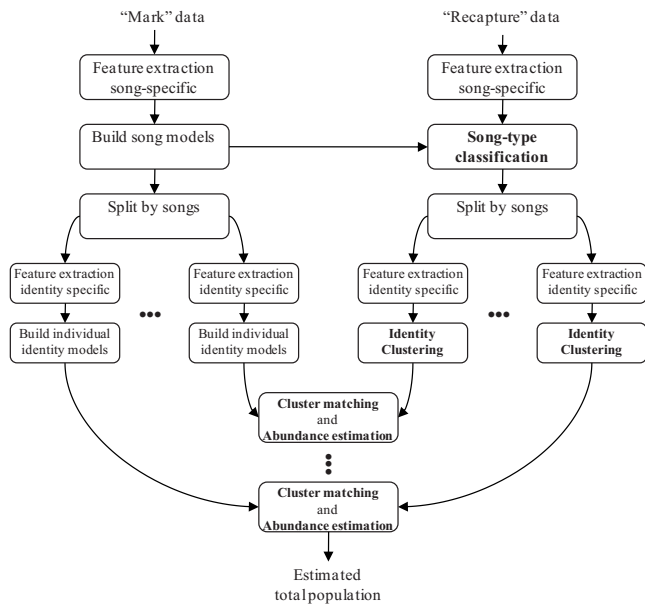 “Mark” data
“Recapture” data
Feature extraction
song-specific
Feature extraction
song-specific
Build song models
Song-type
classification
Split by songs
Split by songs
Feature extraction
identity specific
Feature extraction
identity specific
Feature extraction
identity specific
Feature extraction
identity specific
Build individual
identity models
Build individual
identity models
Identity
Clustering
Identity
Clustering
Cluster matching
and
Abundance estimation
Cluster matching
and
Abundance estimation
Estimated
total population